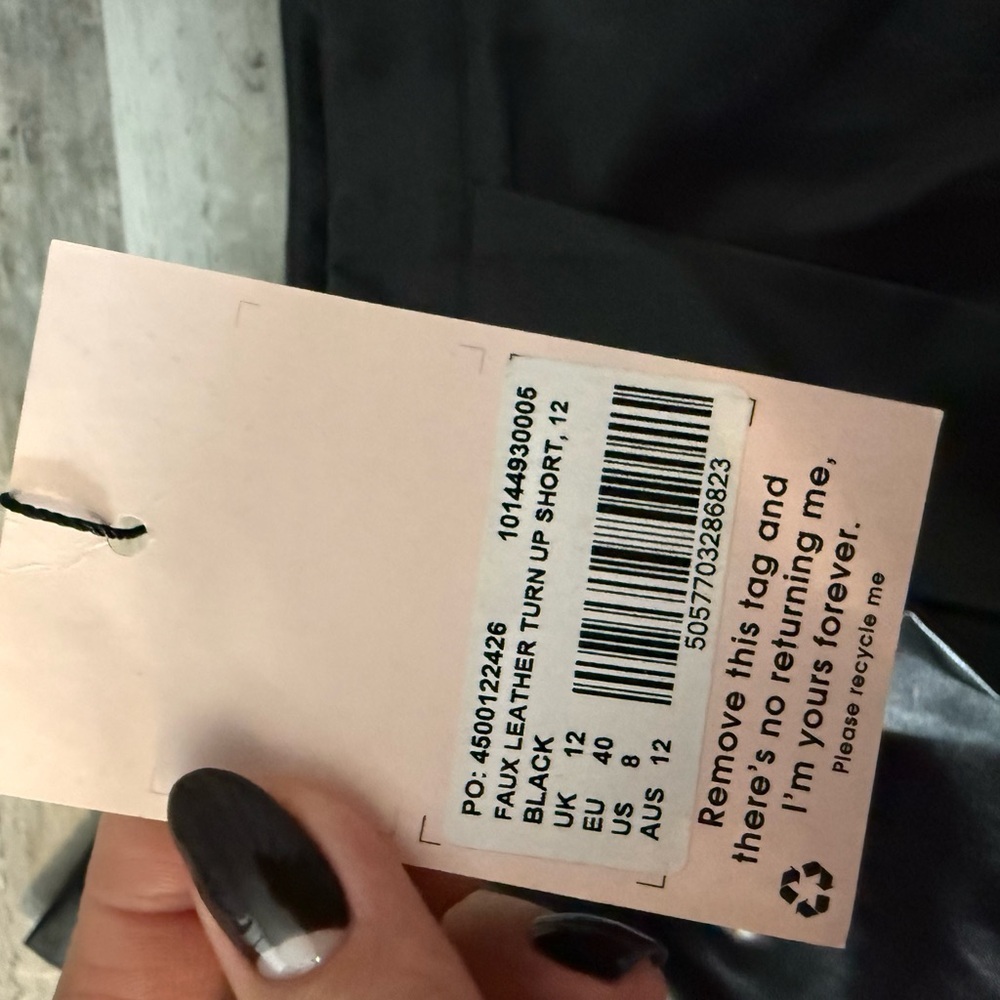 PO: 4500122426 10144930005
FAUX LEATHER TURN UP SHORT, 12
BLACK
UK 12
EU 40
US 8
AUS 12
5057703286823
Remove this tag and
there's no returning me,
I'm yours forever.
Please recycle me